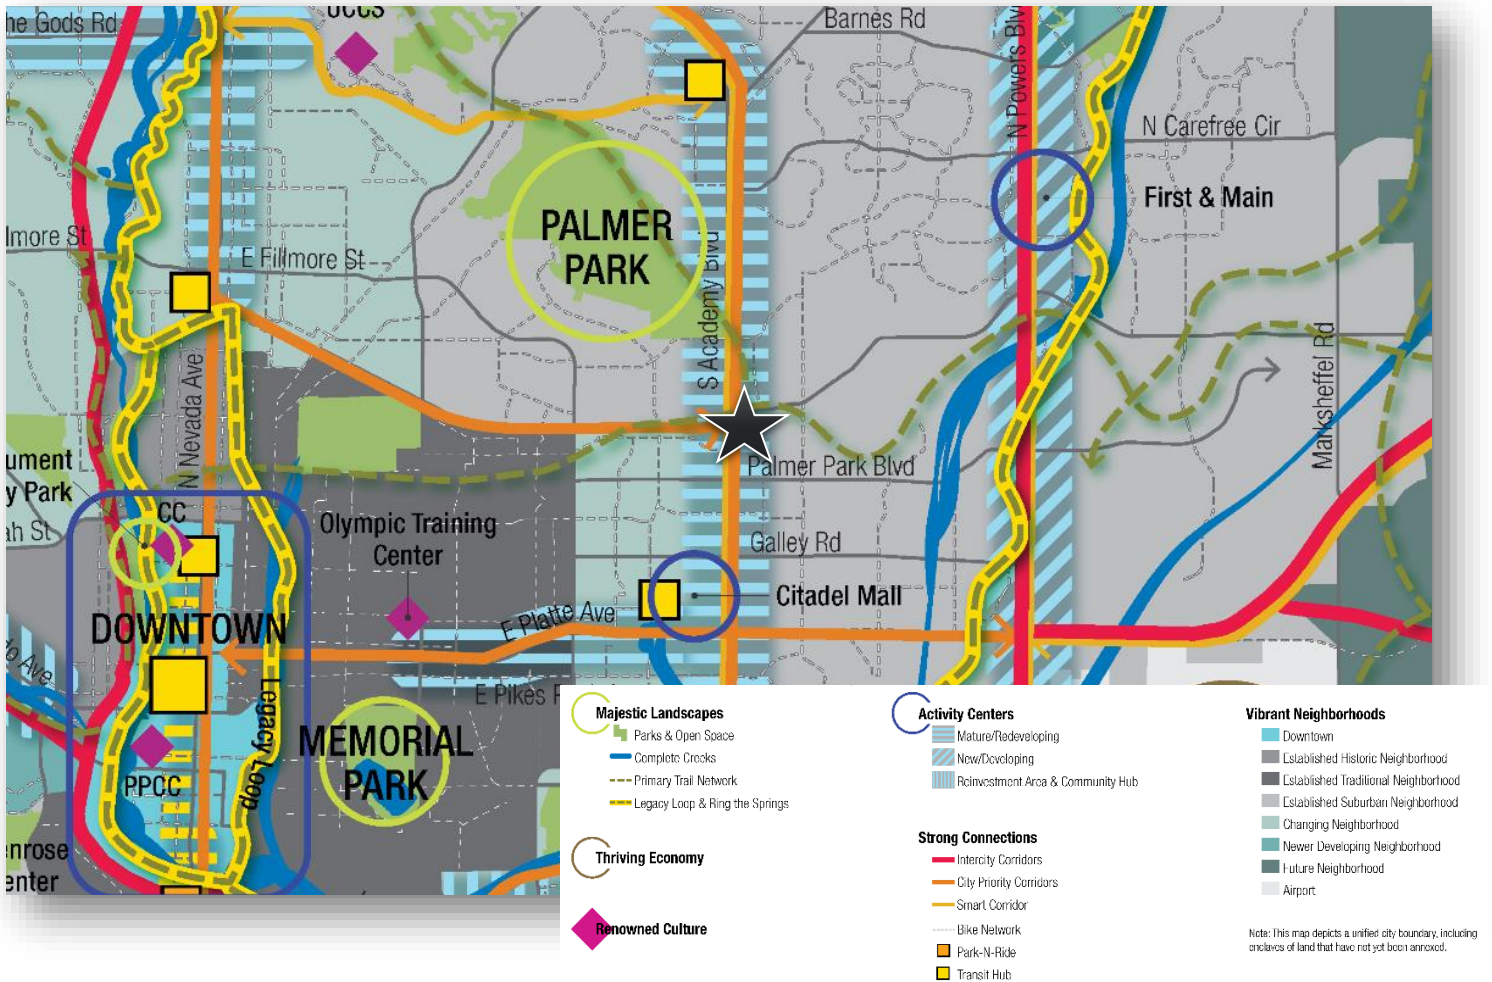 he Gods Rd
UCCS
Barnes Rd
N Powers Blv
N Carefree Cir
First & Main
lmore St
E Fillmore St
PALMER
PARK
S Academy Blvd
N Nevada Ave
Marksheffel Rd
Palmer Park Blvd
ument
y Park
ah St
CC
Olympic Training
Center
Galley Rd
Citadel Mall
E Platte Ave
DOWNTOWN
o Ave
E Pikes P
Legacy Loop
MEMORIAL
PARK
PPCC
enrose
enter
Majestic Landscapes
Parks & Open Space
Complete Creeks
Primary Trail Network
Legacy Loop & Ring the Springs
Thriving Economy
Renowned Culture
Activity Centers
Mature/Redeveloping
New/Developing
Reinvestment Area & Community Hub
Strong Connections
Intercity Corridors
City Priority Corridors
Smart Corridor
Bike Network
Park-N-Ride
Transit Hub
Vibrant Neighborhoods
Downtown
Established Historic Neighborhood
Established Traditional Neighborhood
Established Suburban Neighborhood
Changing Neighborhood
Newer Developing Neighborhood
Future Neighborhood
Airport
Note: This map depicts a unified city boundary, including
enclaves of land that have not yet been annexed.